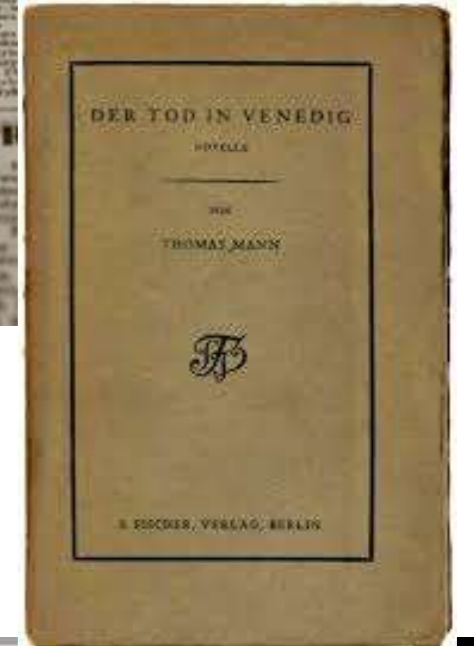 DER TOD IN VENEDIG
NOVELLE
VON
THOMAS MANN
S. FISCHER, VERLAG, BERLIN